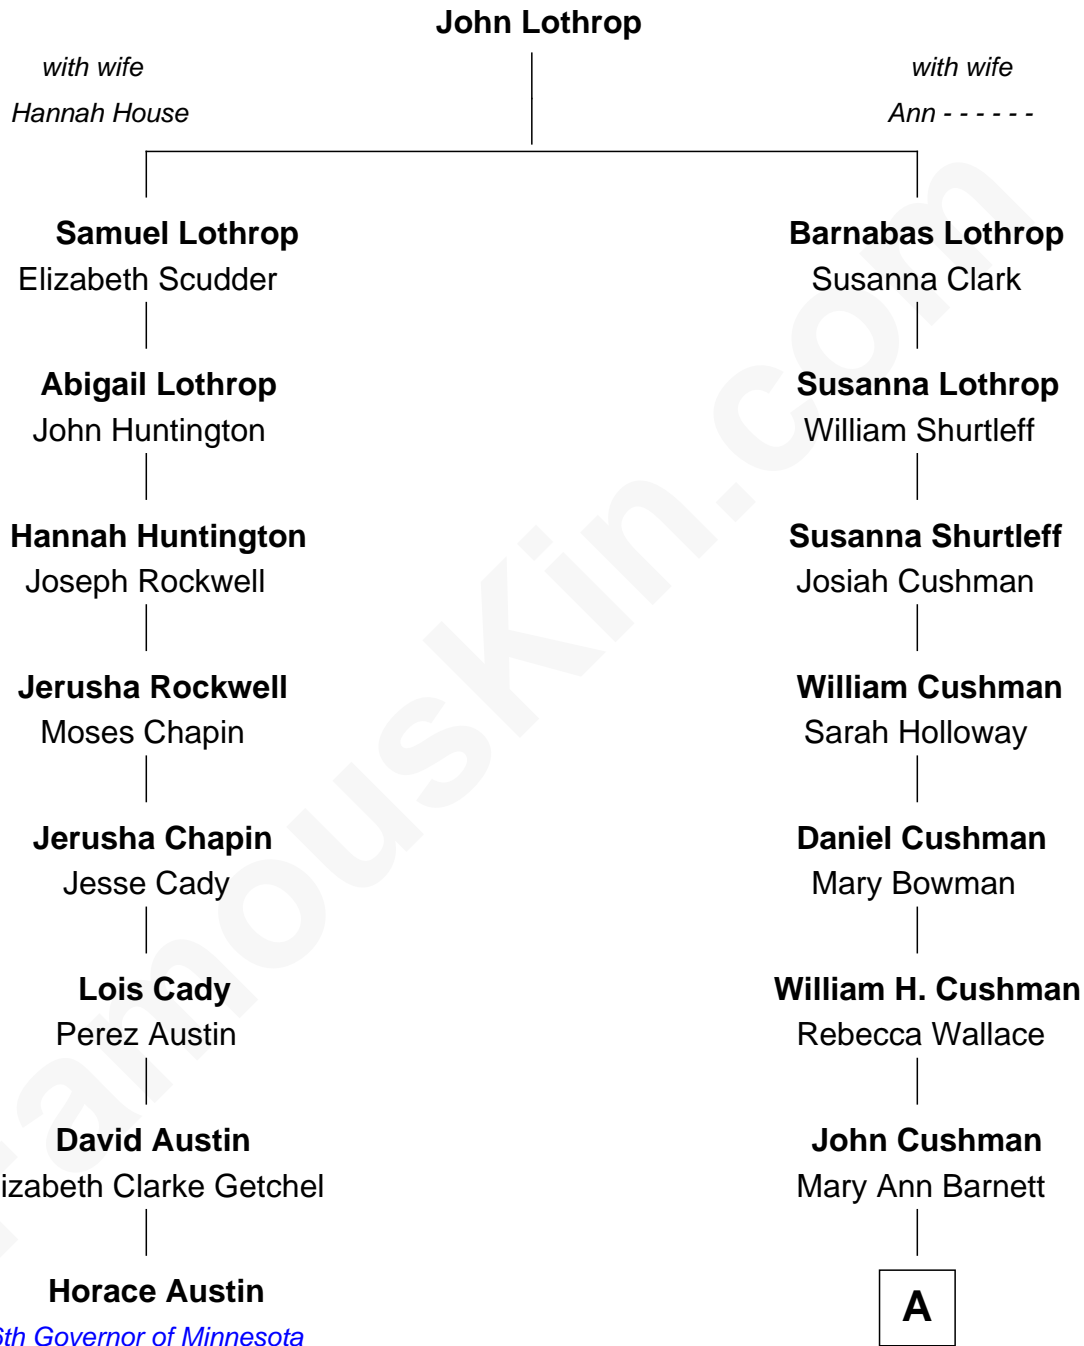 John Lothrop
with wife
Hannah House
with wife
Ann - - - - - -
Samuel Lothrop
Elizabeth Scudder
Barnabas Lothrop
Susanna Clark
Abigail Lothrop
John Huntington
Susanna Lothrop
William Shurtleff
Hannah Huntington
Joseph Rockwell
Susanna Shurtleff
Josiah Cushman
Jerusha Rockwell
Moses Chapin
William Cushman
Sarah Holloway
Jerusha Chapin
Jesse Cady
Daniel Cushman
Mary Bowman
Lois Cady
Perez Austin
William H. Cushman
Rebecca Wallace
David Austin
izabeth Clarke Getchel
John Cushman
Mary Ann Barnett
Horace Austin
6th Governor of Minnesota
A
FamousKin.com